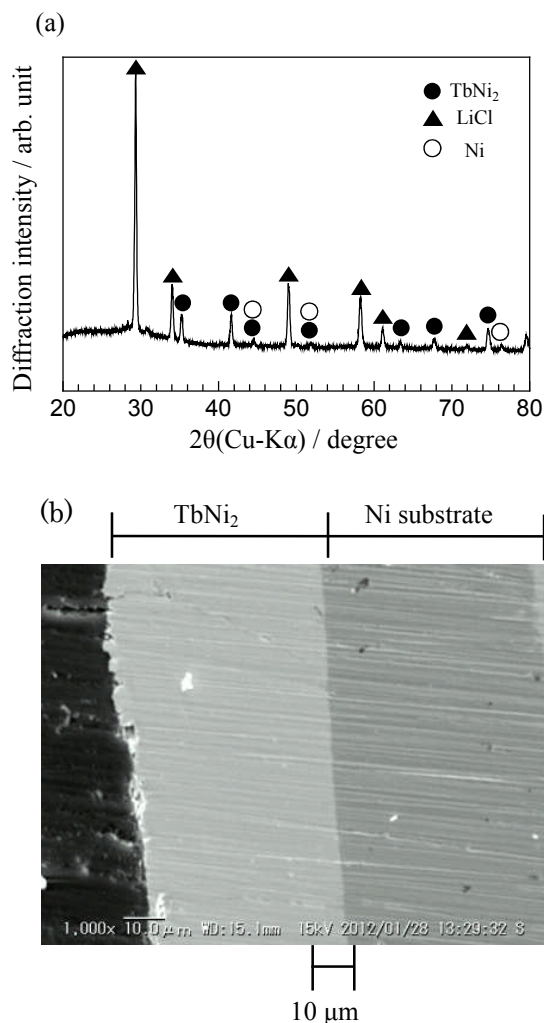 (a)
TbNi₂
LiCl
Ni
Diffraction intensity / arb. unit
20 30 40 50 60 70 80
2θ(Cu-Kα) / degree
(b)
TbNi₂ Ni substrate
1,000x 10.0μm WD:15.1mm 15kV 2012/01/28 13:29:32 S
10 μm